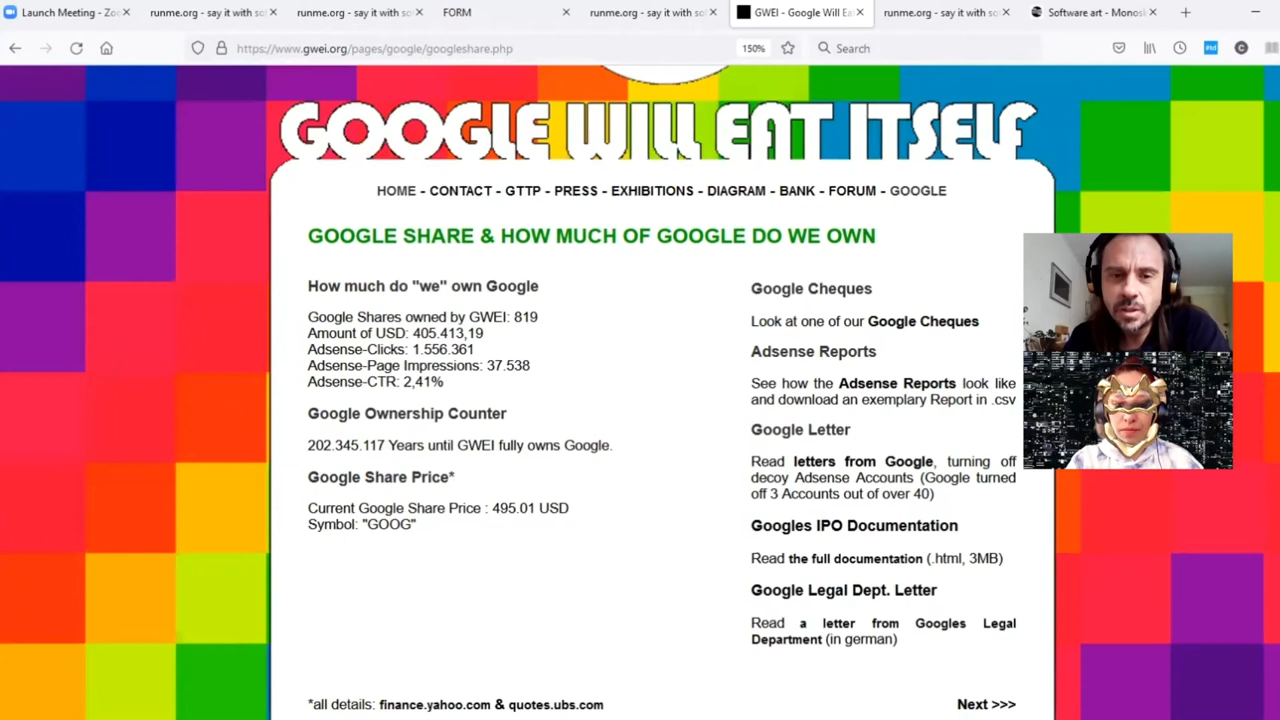 Launch Meeting - Zo
runme.org - say it with so
runme.org - say it with so
FORM
runme.org - say it with sof
GWEI - Google Will Ea
runme.org - say it with sof
Software art - Monosk
https://www.gwei.org/pages/google/googleshare.php
150%
Search
GOOGLE WILL EAT ITSELF
HOME - CONTACT - GTTP - PRESS - EXHIBITIONS - DIAGRAM - BANK - FORUM - GOOGLE
GOOGLE SHARE & HOW MUCH OF GOOGLE DO WE OWN
How much do "we" own Google
Google Shares owned by GWEI: 819
Amount of USD: 405.413,19
Adsense-Clicks: 1.556.361
Adsense-Page Impressions: 37.538
Adsense-CTR: 2,41%
Google Ownership Counter
202.345.117 Years until GWEI fully owns Google.
Google Share Price*
Current Google Share Price : 495.01 USD
Symbol: "GOOG"
Google Cheques
Look at one of our Google Cheques
Adsense Reports
See how the Adsense Reports look like
and download an exemplary Report in .csv
Google Letter
Read letters from Google, turning off
decoy Adsense Accounts (Google turned
off 3 Accounts out of over 40)
Googles IPO Documentation
Read the full documentation (.html, 3MB)
Google Legal Dept. Letter
Read a letter from Googles Legal
Department (in german)
*all details: finance.yahoo.com & quotes.ubs.com
Next >>>